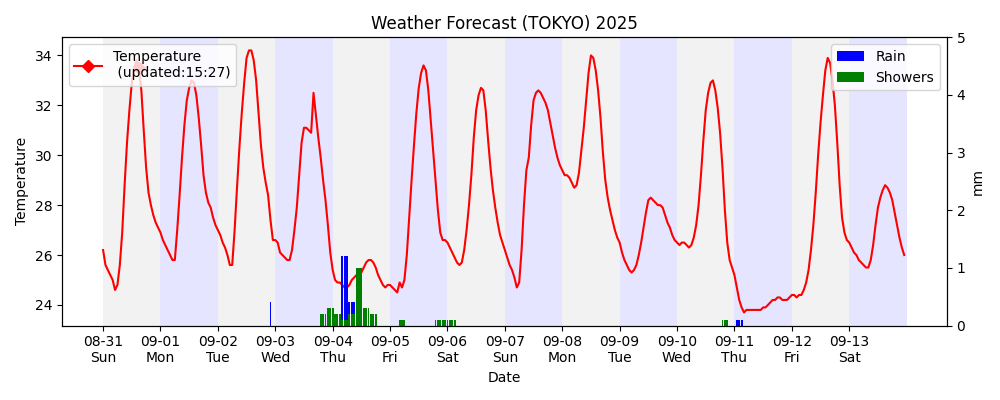 Weather Forecast (TOKYO) 2025
Temperature
(updated:15:27)
Rain
Showers
Temperature
34
32
30
28
26
24
5
4
3
2
1
0
mm
08-31 09-01 09-02 09-03 09-04 09-05 09-06 09-07 09-08 09-09 09-10 09-11 09-12 09-13
Sun Mon Tue Wed Thu Fri Sat Sun Mon Tue Wed Thu Fri Sat
Date